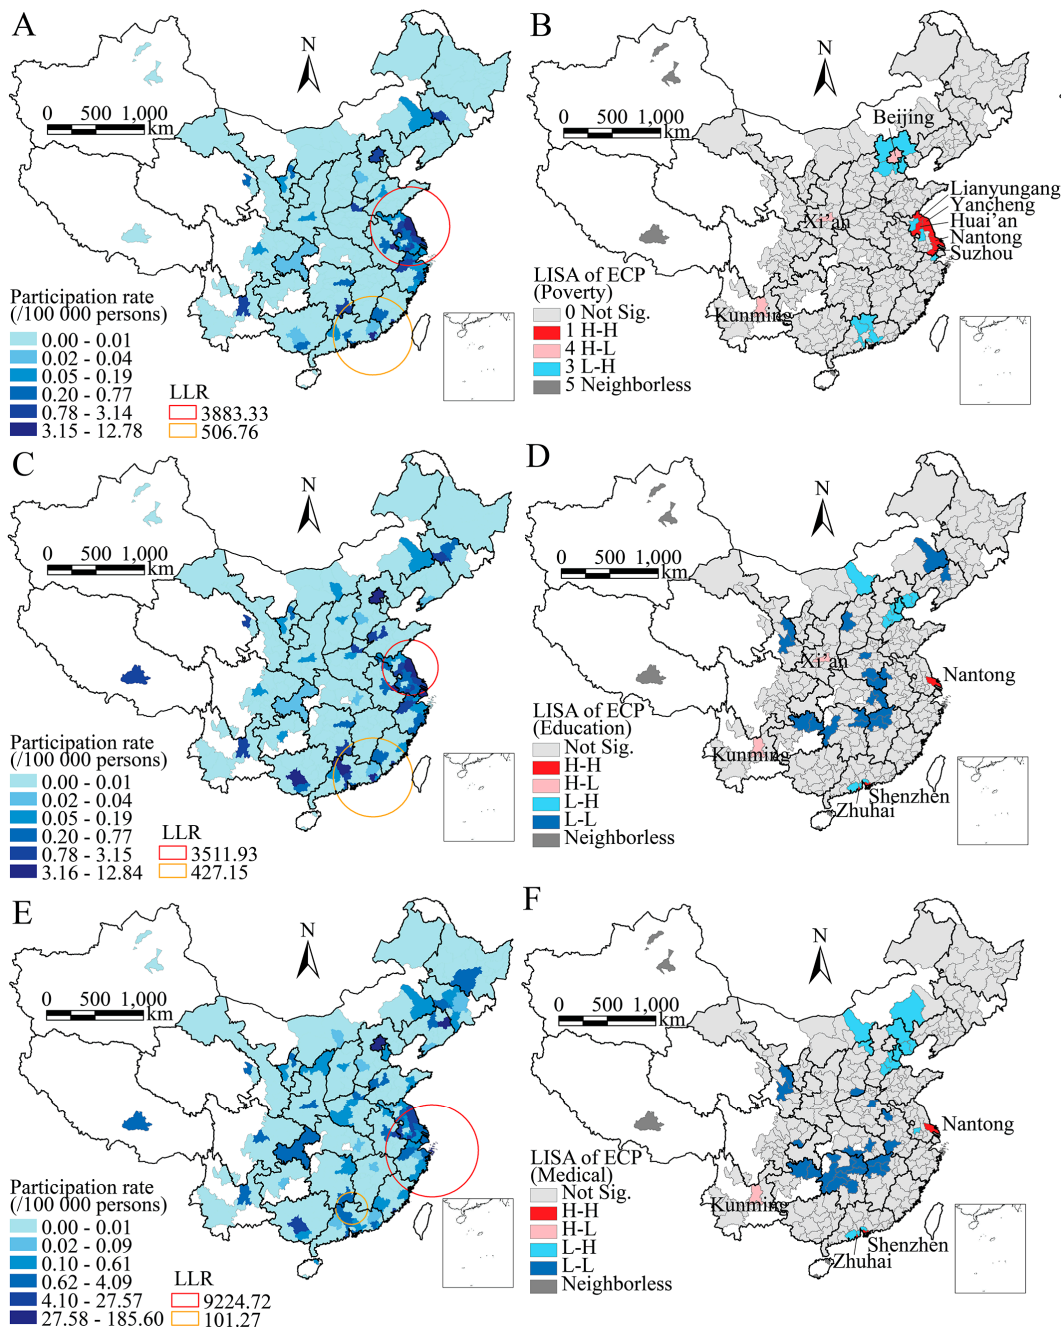 A
N
0 500 1,000
km
Participation rate
(/100 000 persons)
0.00 - 0.01
0.02 - 0.04
0.05 - 0.19
0.20 - 0.77
0.78 - 3.14
3.15 - 12.78
LLR
3883.33
506.76
B
N
0 500 1,000
km
Beijing
Lianyungang
Yancheng
Huai'an
Nantong
Suzhou
Xi'an
Kunming
LISA of ECP
(Poverty)
0 Not Sig.
1 H-H
4 H-L
3 L-H
5 Neighborless
C
N
0 500 1,000
km
Participation rate
(/100 000 persons)
0.00 - 0.01
0.02 - 0.04
0.05 - 0.19
0.20 - 0.77
0.78 - 3.15
3.16 - 12.84
LLR
3511.93
427.15
D
N
0 500 1,000
km
Xi'an
Nantong
Kunming
Shenzhen
Zhuhai
LISA of ECP
(Education)
Not Sig.
H-H
H-L
L-H
L-L
Neighborless
E
N
0 500 1,000
km
Participation rate
(/100 000 persons)
0.00 - 0.01
0.02 - 0.09
0.10 - 0.61
0.62 - 4.09
4.10 - 27.57
27.58 - 185.60
LLR
9224.72
101.27
F
N
0 500 1,000
km
Nantong
Kunming
Shenzhen
Zhuhai
LISA of ECP
(Medical)
Not Sig.
H-H
H-L
L-H
L-L
Neighborless